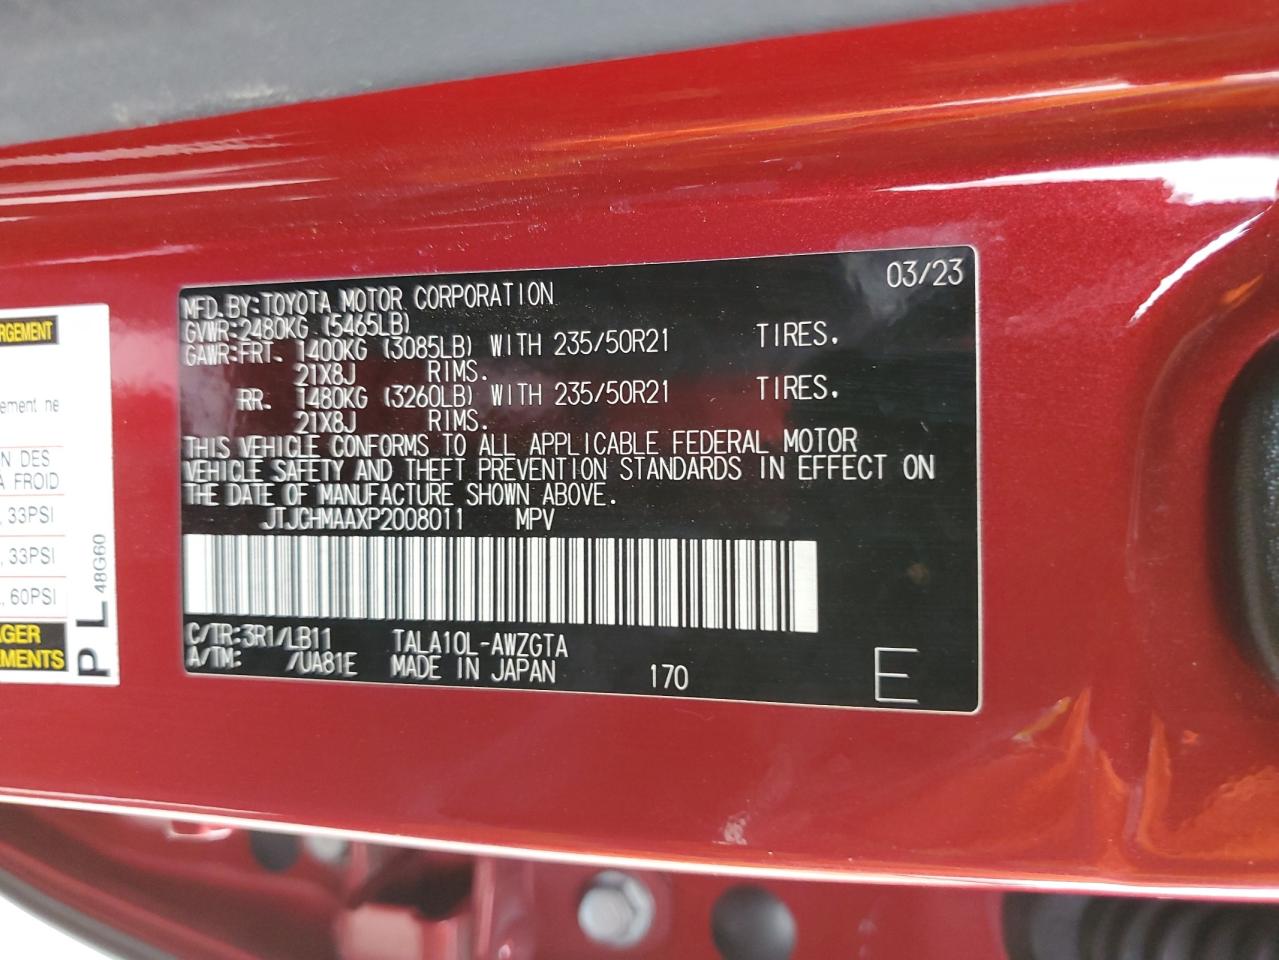 RGEMENT
ement ne
N DES
A FROID
, 33PSI
, 33PSI
, 60PSI
AGER
EMENTS
P L 48G60
03/23
MFD.BY:TOYOTA MOTOR CORPORATION
GVWR:2480KG (5465LB)
GAWR:FRT. 1400KG (3085LB) WITH 235/50R21 TIRES.
21X8J RIMS.
RR. 1480KG (3260LB) WITH 235/50R21 TIRES.
21X8J RIMS.
THIS VEHICLE CONFORMS TO ALL APPLICABLE FEDERAL MOTOR
VEHICLE SAFETY AND THEFT PREVENTION STANDARDS IN EFFECT ON
THE DATE OF MANUFACTURE SHOWN ABOVE.
JTJCHMAAXP2008011 MPV
C/TR:3R1/LB11 TALA10L-AWZGTA
A/TM: /UA81E MADE IN JAPAN 170 E